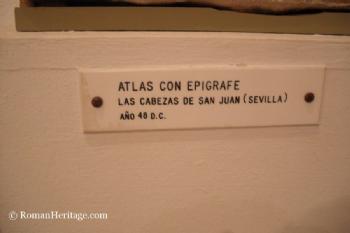 ATLAS CON EPIGRAFE
LAS CABEZAS DE SAN JUAN (SEVILLA)
AÑO 48 D.C.
© RomanHeritage.com